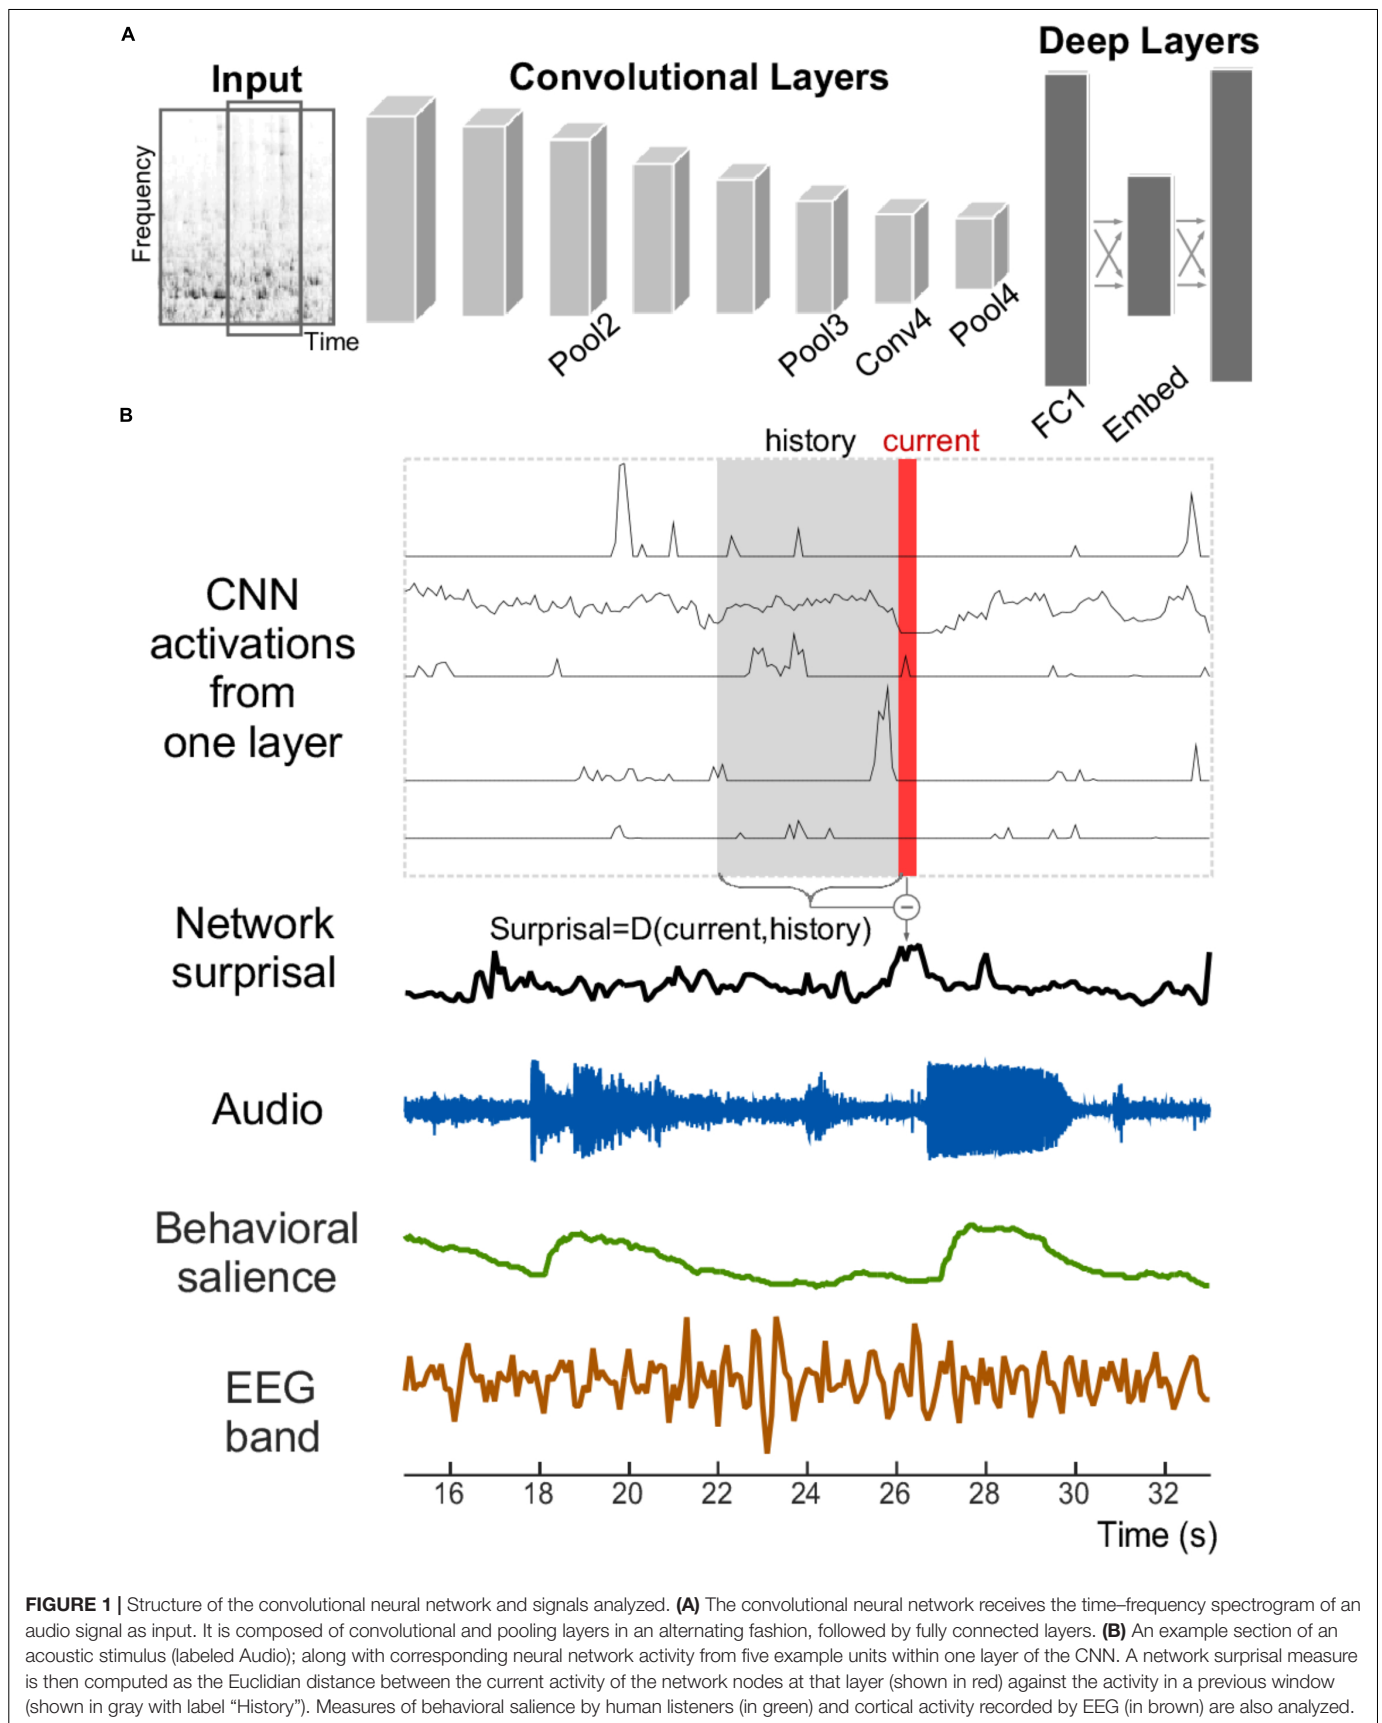 A
Input
Convolutional Layers
Deep Layers
Frequency
Time
Pool2
Pool3
Conv4
Pool4
FC1
Embed
B
history
current
CNN
activations
from
one layer
Surprisal=D(current,history)
Network
surprisal
Audio
Behavioral
salience
EEG
band
16 18 20 22 24 26 28 30 32
Time (s)
FIGURE 1 | Structure of the convolutional neural network and signals analyzed. (A) The convolutional neural network receives the time–frequency spectrogram of an
audio signal as input. It is composed of convolutional and pooling layers in an alternating fashion, followed by fully connected layers. (B) An example section of an
acoustic stimulus (labeled Audio); along with corresponding neural network activity from five example units within one layer of the CNN. A network surprisal measure
is then computed as the Euclidian distance between the current activity of the network nodes at that layer (shown in red) against the activity in a previous window
(shown in gray with label “History”). Measures of behavioral salience by human listeners (in green) and cortical activity recorded by EEG (in brown) are also analyzed.